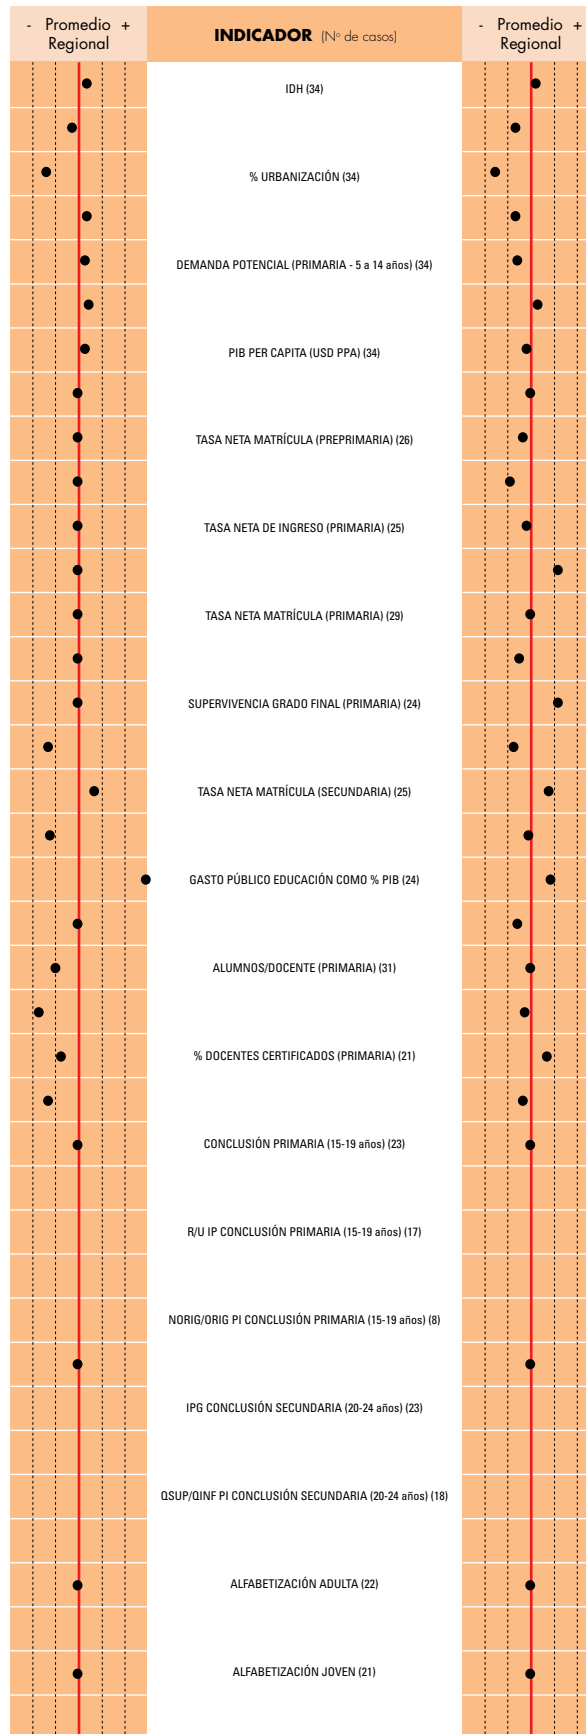 - Promedio +
Regional
INDICADOR (Nº de casos)
- Promedio +
Regional
IDH (34)
% URBANIZACIÓN (34)
DEMANDA POTENCIAL (PRIMARIA - 5 a 14 años) (34)
PIB PER CAPITA (USD PPA) (34)
TASA NETA MATRÍCULA (PREPRIMARIA) (26)
TASA NETA DE INGRESO (PRIMARIA) (25)
TASA NETA MATRÍCULA (PRIMARIA) (29)
SUPERVIVENCIA GRADO FINAL (PRIMARIA) (24)
TASA NETA MATRÍCULA (SECUNDARIA) (25)
GASTO PÚBLICO EDUCACIÓN COMO % PIB (24)
ALUMNOS/DOCENTE (PRIMARIA) (31)
% DOCENTES CERTIFICADOS (PRIMARIA) (21)
CONCLUSIÓN PRIMARIA (15-19 años) (23)
R/U IP CONCLUSIÓN PRIMARIA (15-19 años) (17)
NORIG/ORIG PI CONCLUSIÓN PRIMARIA (15-19 años) (8)
IPG CONCLUSIÓN SECUNDARIA (20-24 años) (23)
QSUP/QINF PI CONCLUSIÓN SECUNDARIA (20-24 años) (18)
ALFABETIZACIÓN ADULTA (22)
ALFABETIZACIÓN JOVEN (21)